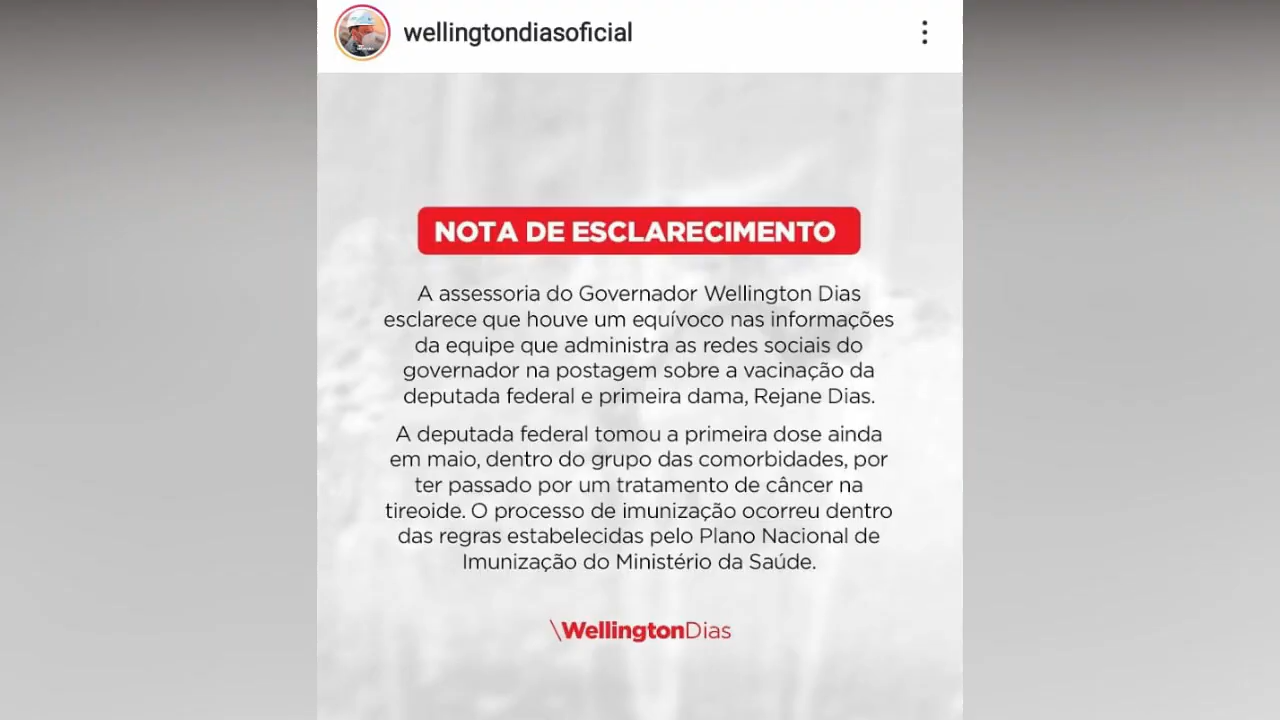 wellingtondiasoficial
NOTA DE ESCLARECIMENTO
A assessoria do Governador Wellington Dias
esclarece que houve um equívoco nas informações
da equipe que administra as redes sociais do
governador na postagem sobre a vacinação da
deputada federal e primeira dama, Rejane Dias.
A deputada federal tomou a primeira dose ainda
em maio, dentro do grupo das comorbidades, por
ter passado por um tratamento de câncer na
tireoide. O processo de imunização ocorreu dentro
das regras estabelecidas pelo Plano Nacional de
Imunização do Ministério da Saúde.
\WellingtonDias